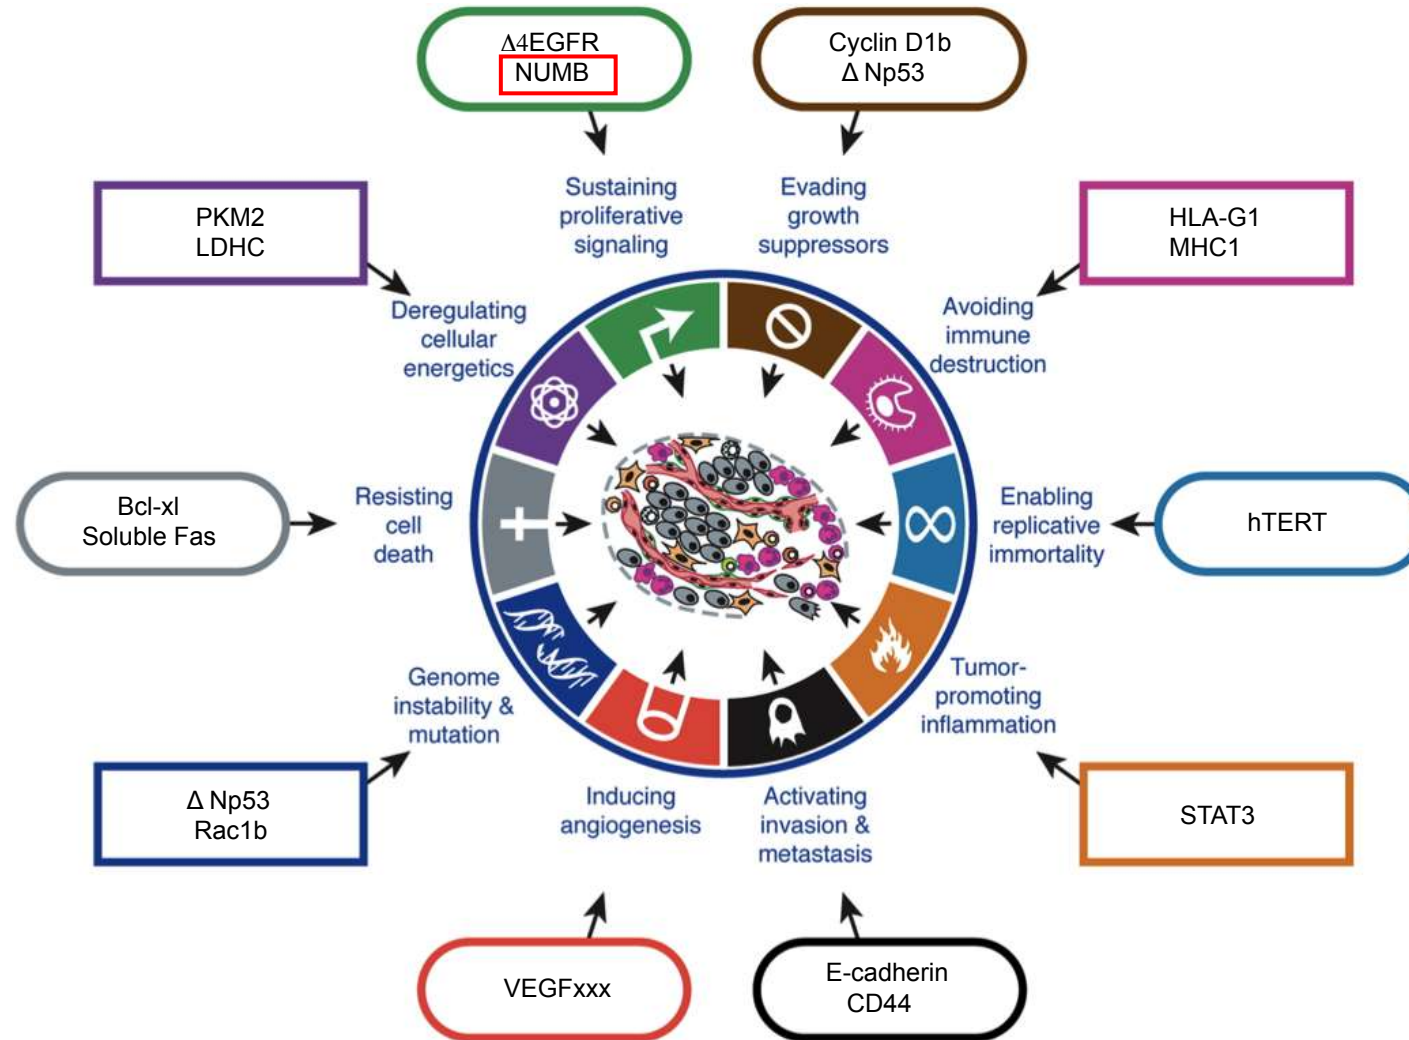 Δ4EGFR
NUMB
Cyclin D1b
Δ Np53
Sustaining
proliferative
signaling
Evading
growth
suppressors
PKM2
LDHC
HLA-G1
MHC1
Deregulating
cellular
energetics
Avoiding
immune
destruction
Bcl-xl
Soluble Fas
Resisting
cell
death
Enabling
replicative
immortality
hTERT
Genome
instability &
mutation
Tumor-
promoting
inflammation
Δ Np53
Rac1b
Inducing
angiogenesis
Activating
invasion &
metastasis
STAT3
VEGFxxx
E-cadherin
CD44